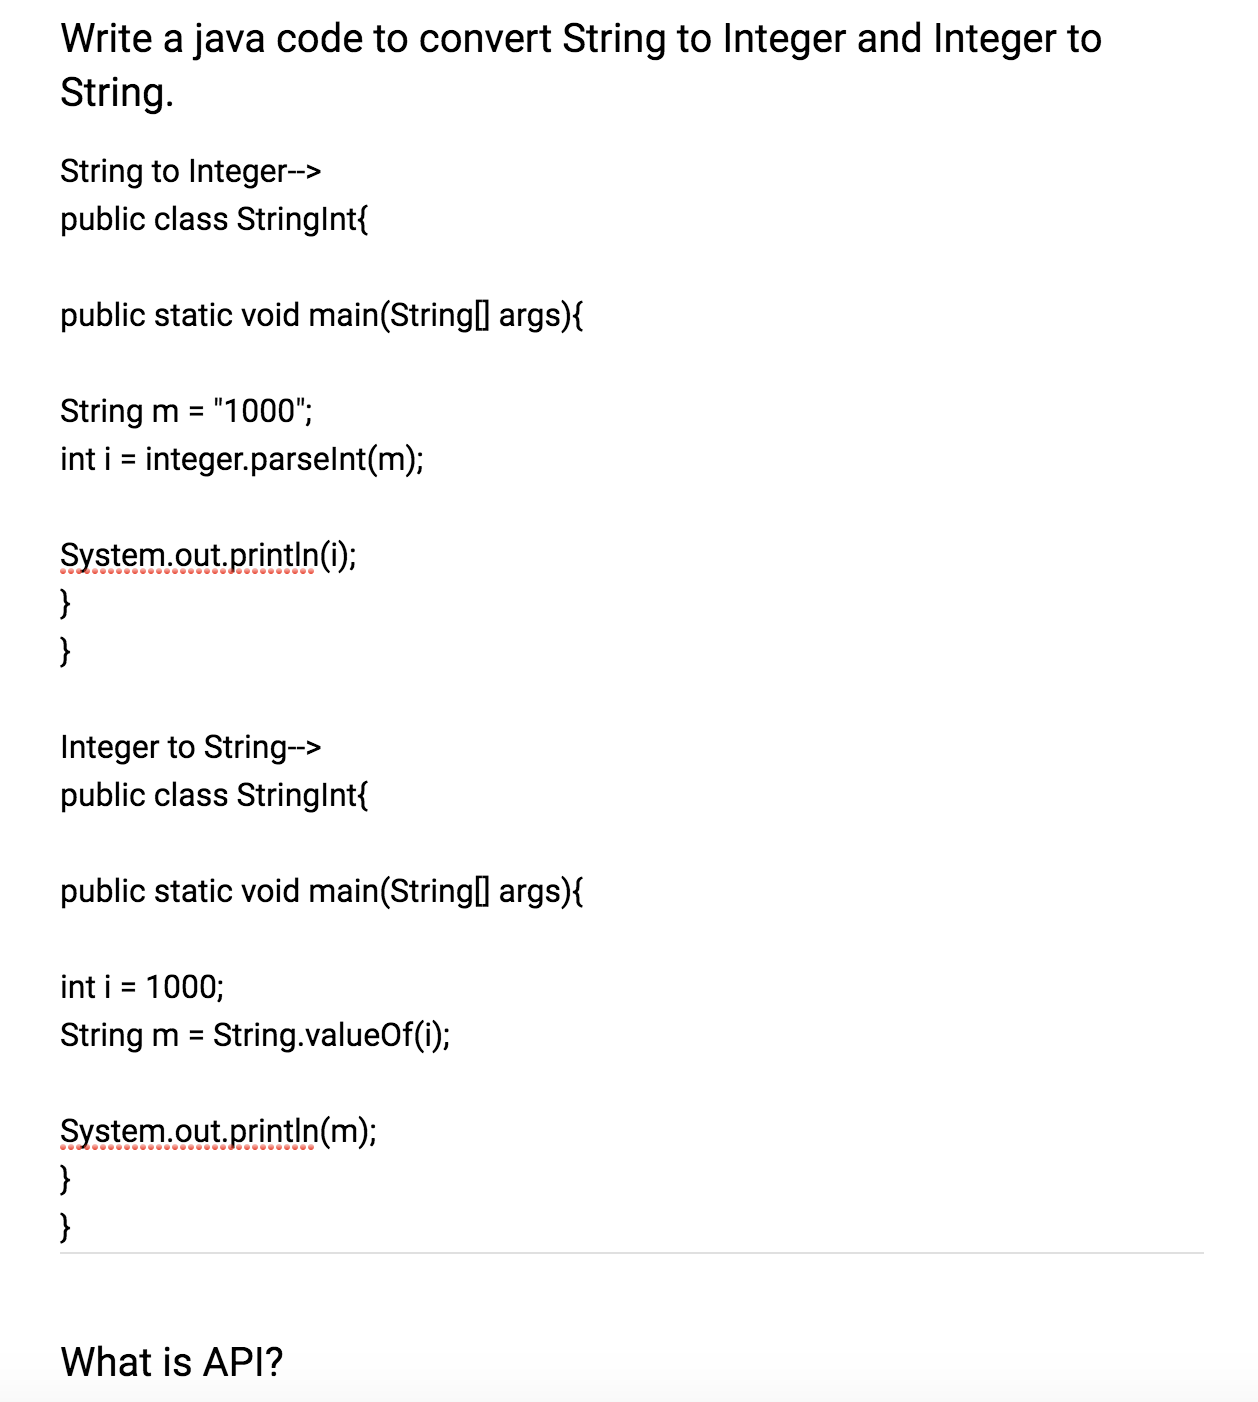 Write a java code to convert String to Integer and Integer to
String.
String to Integer-->
public class StringInt{
public static void main(String[] args){
String m = "1000";
int i = integer.parseInt(m);
System.out.println(i);
}
}
Integer to String-->
public class StringInt{
public static void main(String[] args){
int i = 1000;
String m = String.valueOf(i);
System.out.println(m);
}
}
What is API?